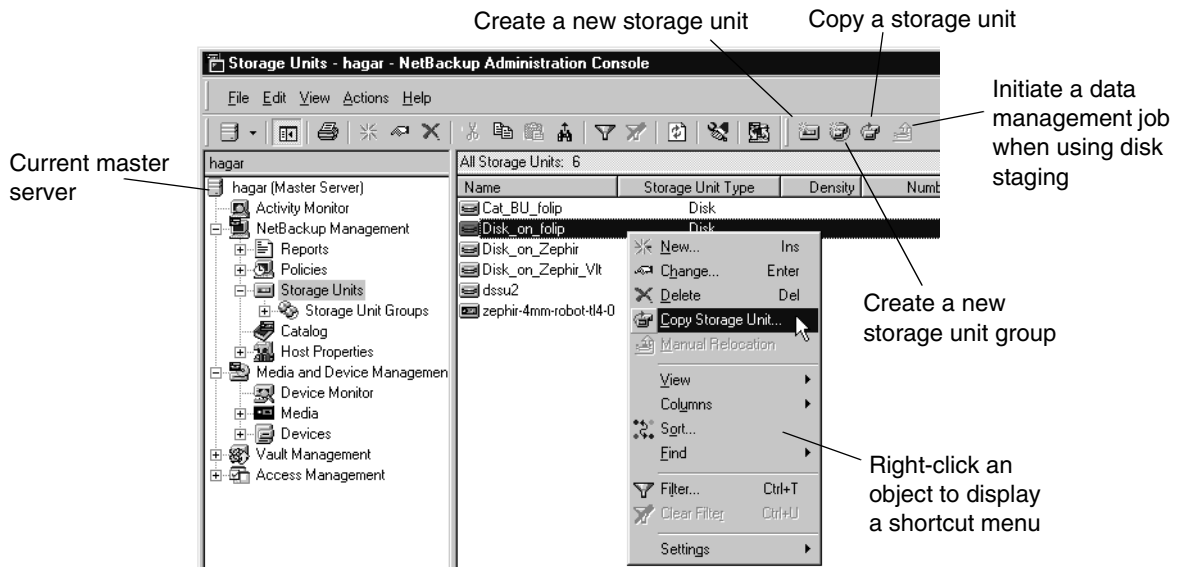 Create a new storage unit
Copy a storage unit
Initiate a data
management job
when using disk
staging
Current master
server
Storage Units - hagar - NetBackup Administration Console
File Edit View Actions Help
hagar
hagar (Master Server)
Activity Monitor
NetBackup Management
Reports
Policies
Storage Units
Storage Unit Groups
Catalog
Host Properties
Media and Device Managemen
Device Monitor
Media
Devices
Vault Management
Access Management
All Storage Units: 6
Name Storage Unit Type Density Numb
Cat_BU_folip Disk
Disk_on_folip Disk
Disk_on_Zephir
Disk_on_Zephir_Vlt
dssu2
zephir-4mm-robot-tl4-0
New... Ins
Change... Enter
Delete Del
Copy Storage Unit...
Manual Relocation
View
Columns
Sort...
Find
Filter... Ctrl+T
Clear Filter Ctrl+U
Settings
Create a new
storage unit group
Right-click an
object to display
a shortcut menu